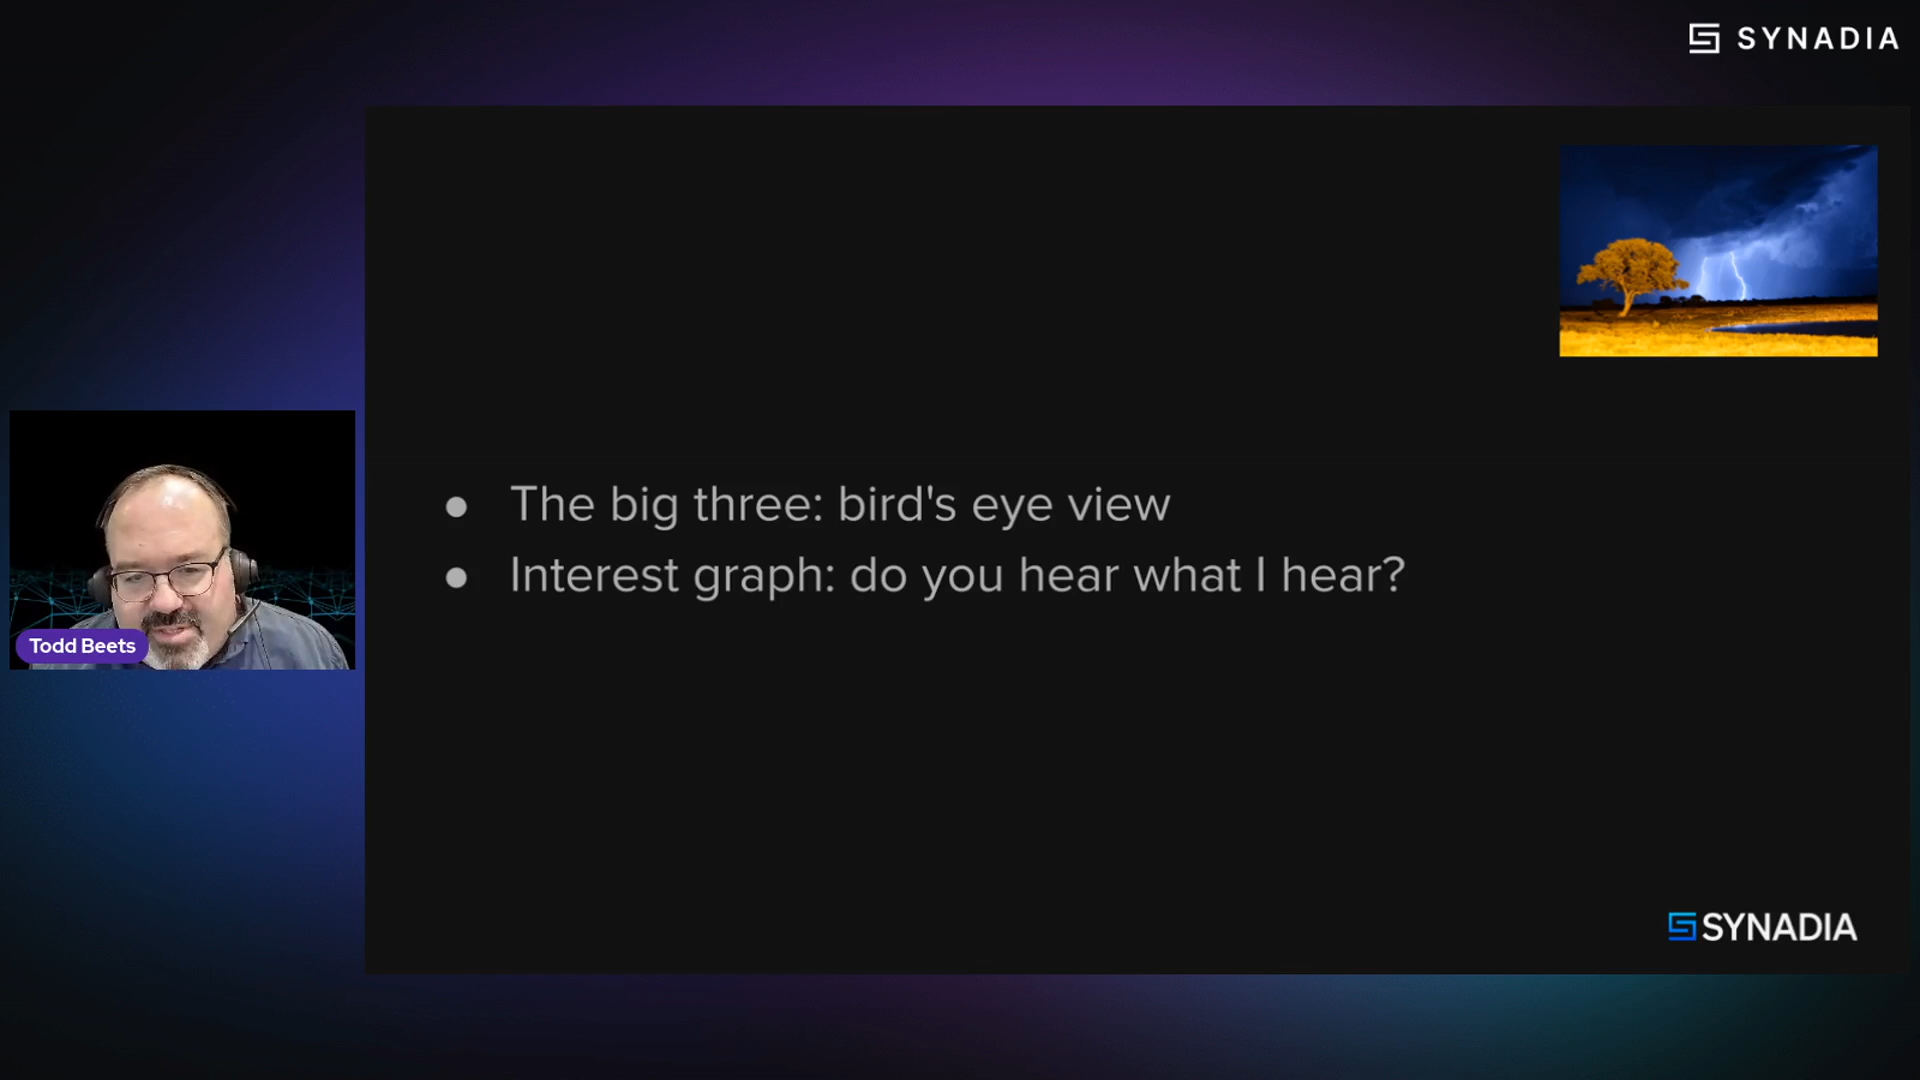 SYNADIA
● The big three: bird's eye view
● Interest graph: do you hear what I hear?
Todd Beets
SYNADIA